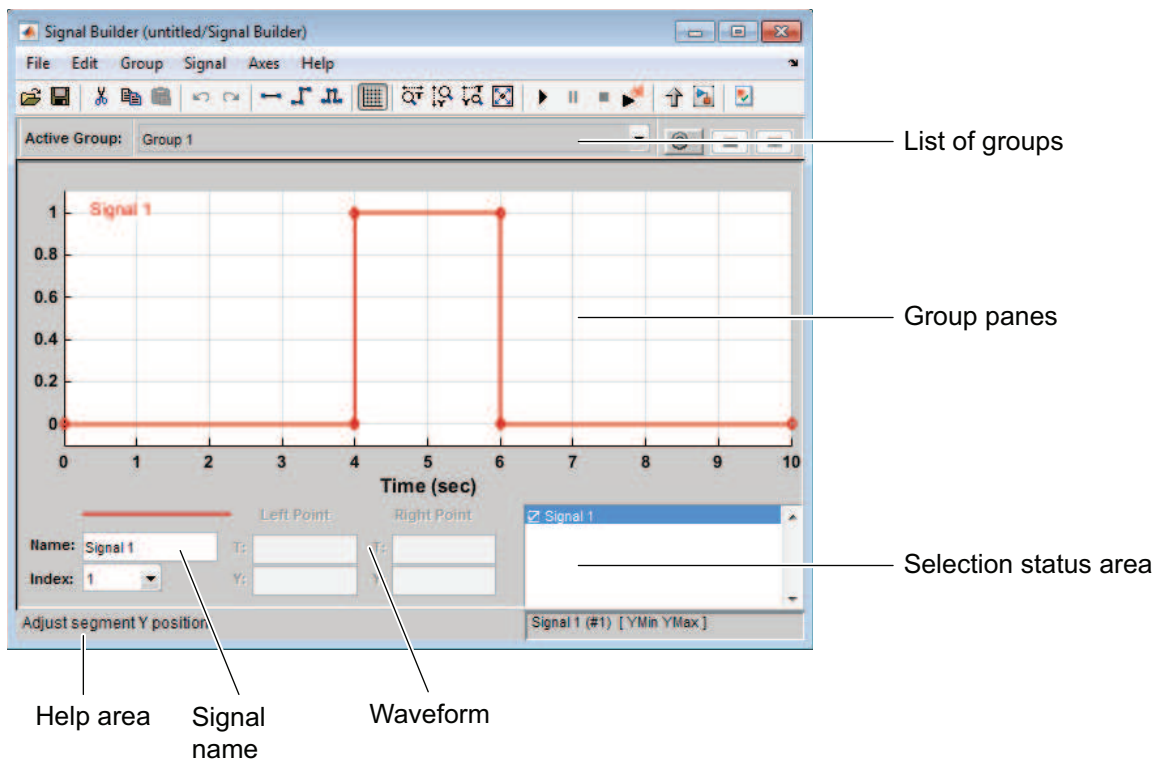 Signal Builder (untitled/Signal Builder)
File Edit Group Signal Axes Help
Active Group: Group 1
List of groups
Signal 1
1
0.8
0.6
0.4
0.2
0
Group panes
0 1 2 3 4 5 6 7 8 9 10
Time (sec)
Left Point Right Point
Signal 1
Name: Signal 1 T: T:
Index: 1 Y: Y
Selection status area
Adjust segment Y position
Signal 1 (#1) [ YMin YMax ]
Help area
Signal
name
Waveform